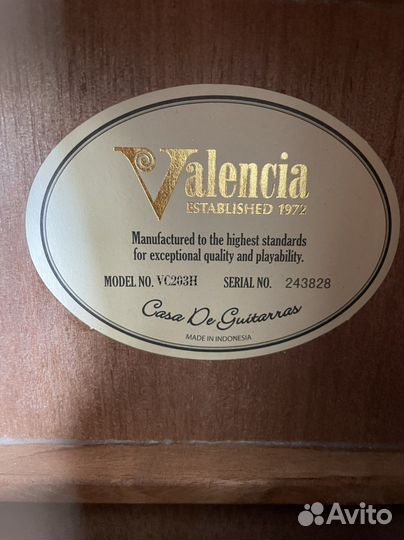 Valencia
ESTABLISHED 1972
Manufactured to the highest standards
for exceptional quality and playability.
MODEL NO. VC203H SERIAL NO. 243828
Casa De Guitarras
MADE IN INDONESIA
Avito